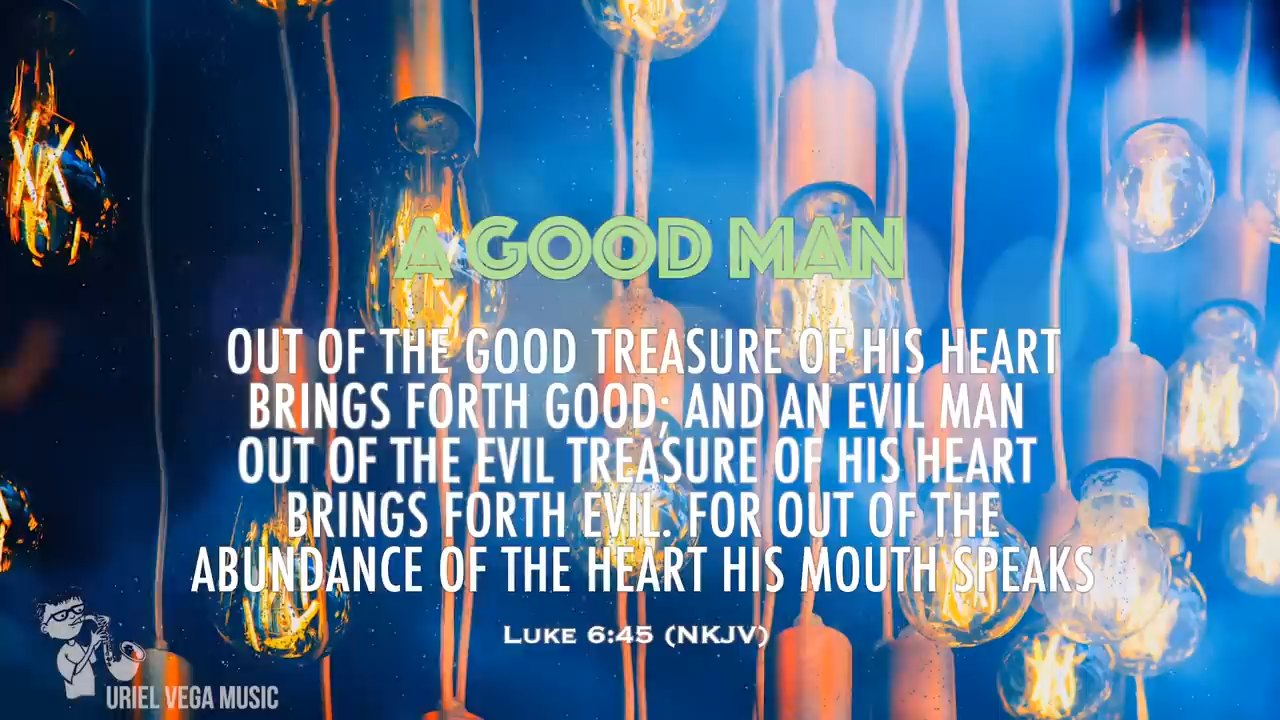 A GOOD MAN
OUT OF THE GOOD TREASURE OF HIS HEART
BRINGS FORTH GOOD; AND AN EVIL MAN
OUT OF THE EVIL TREASURE OF HIS HEART
BRINGS FORTH EVIL. FOR OUT OF THE
ABUNDANCE OF THE HEART HIS MOUTH SPEAKS
LUKE 6:45 (NKJV)
URIEL VEGA MUSIC